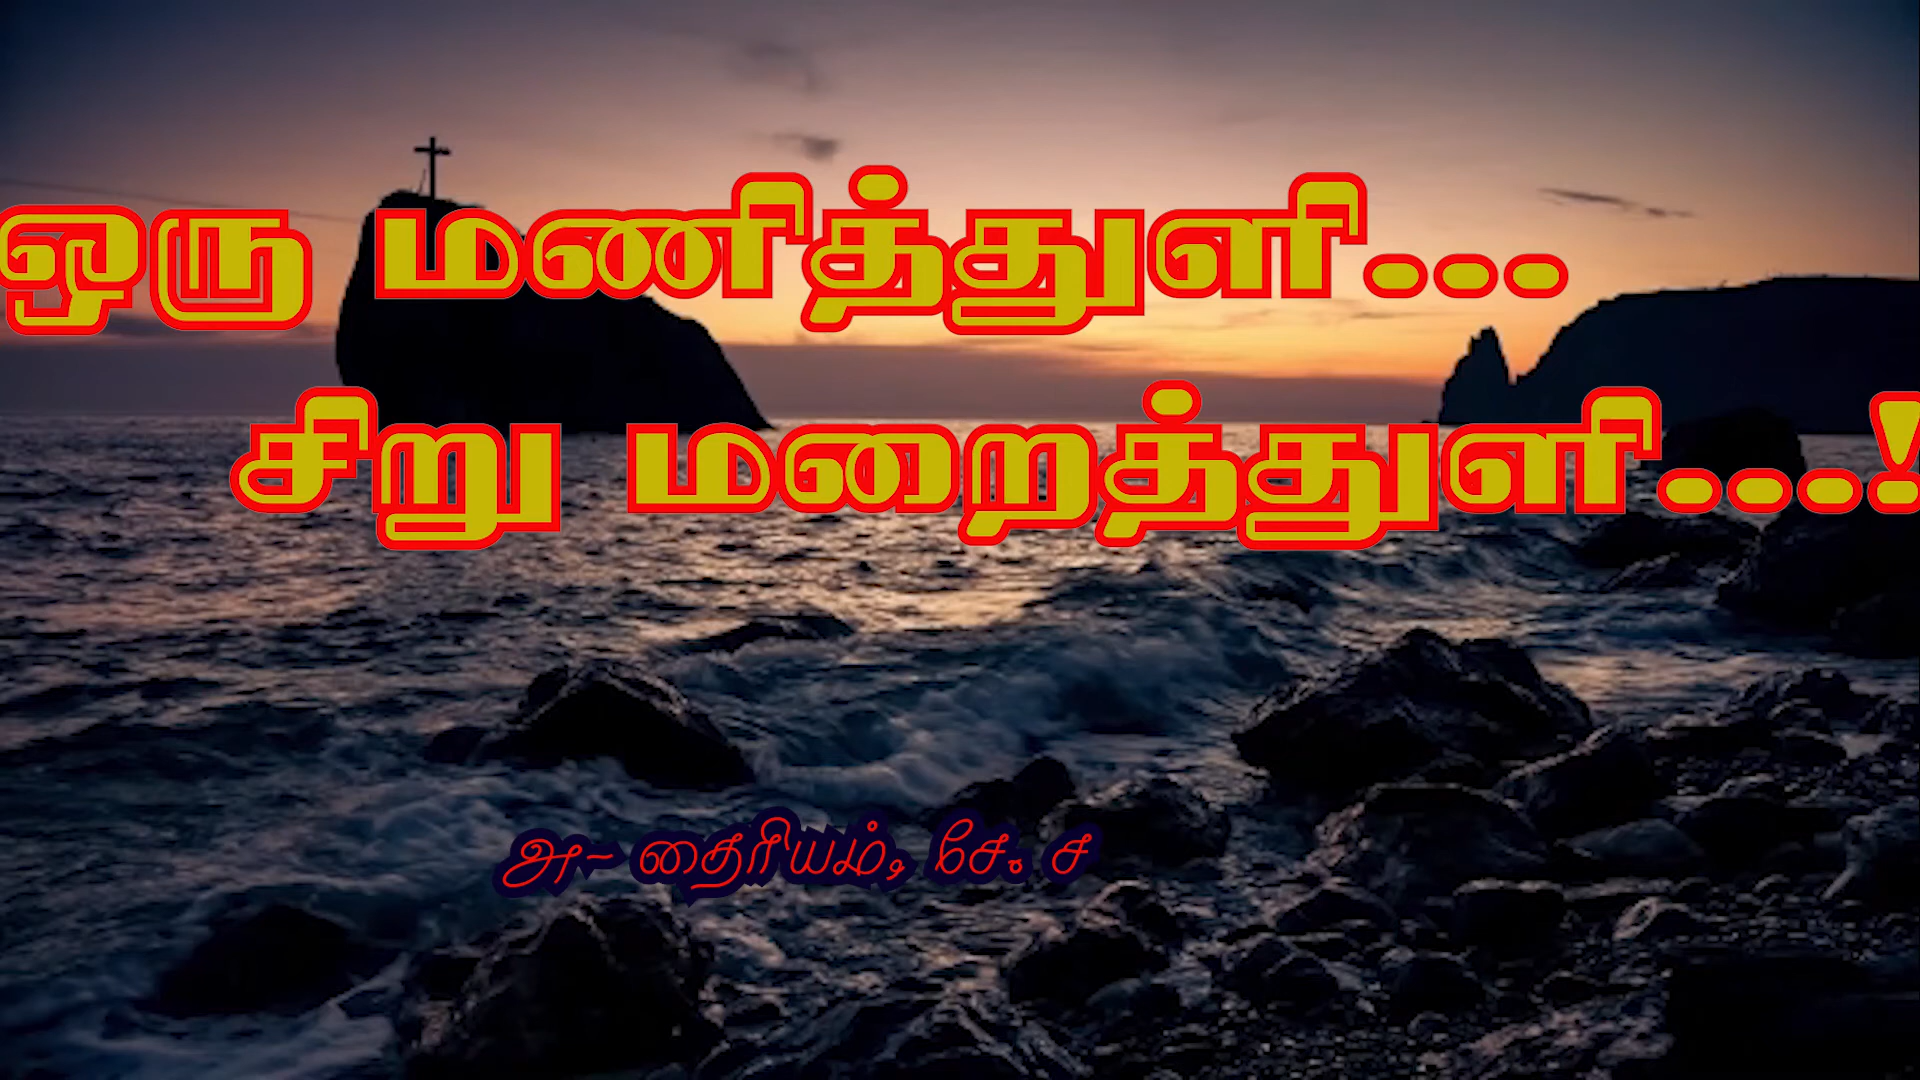 ஒரு மணித்துளி...
சிறு மறைத்துளி...!
அ- தைரியம், சே. ச